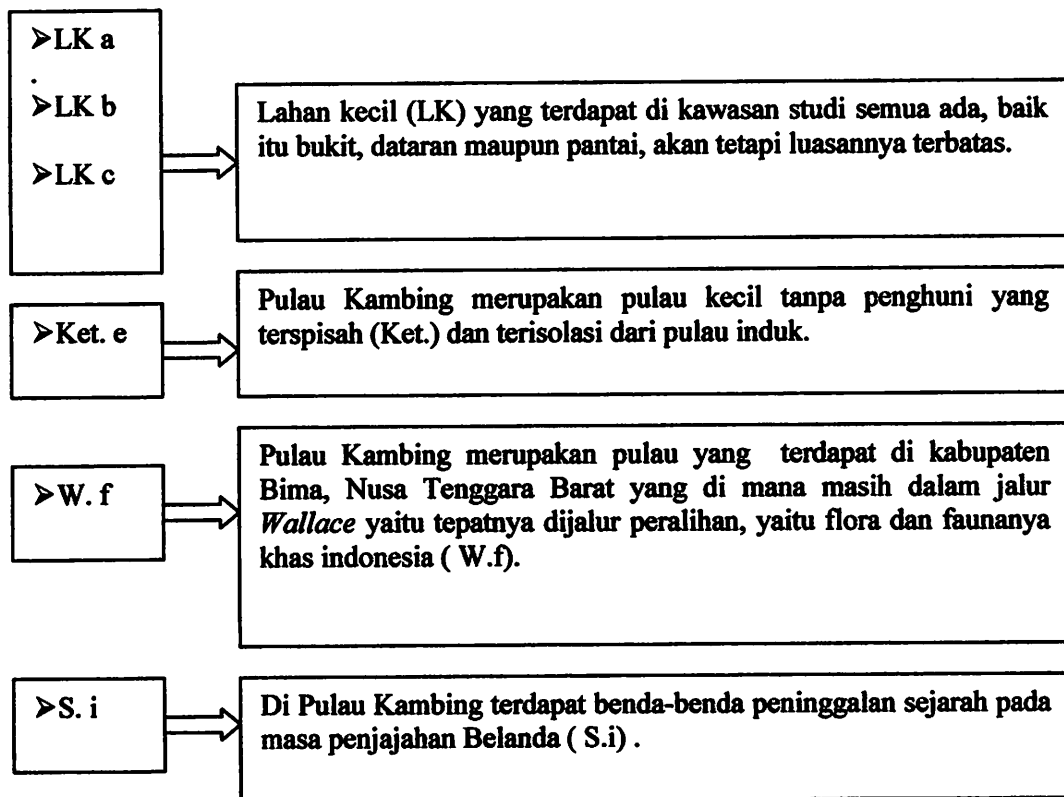 ➢LK a
.
➢LK b
➢LK c
Lahan kecil (LK) yang terdapat di kawasan studi semua ada, baik
itu bukit, dataran maupun pantai, akan tetapi luasannya terbatas.
➢Ket. e
Pulau Kambing merupakan pulau kecil tanpa penghuni yang
terspisah (Ket.) dan terisolasi dari pulau induk.
➢W. f
Pulau Kambing merupakan pulau yang terdapat di kabupaten
Bima, Nusa Tenggara Barat yang di mana masih dalam jalur
Wallace yaitu tepatnya dijalur peralihan, yaitu flora dan faunanya
khas indonesia ( W.f).
➢S. i
Di Pulau Kambing terdapat benda-benda peninggalan sejarah pada
masa penjajahan Belanda ( S.i) .